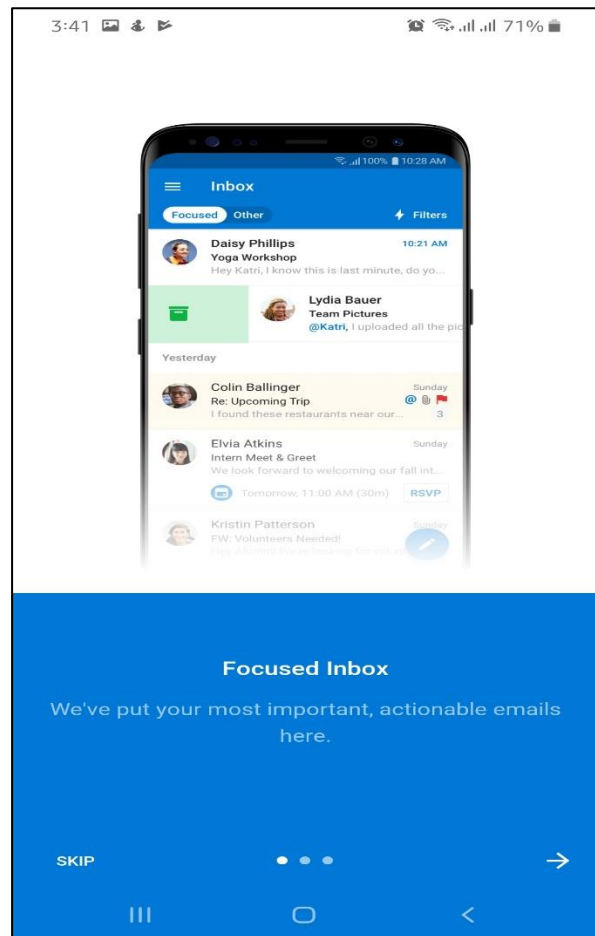 3:41
71%
100% 10:28 AM
Inbox
Focused Other Filters
Daisy Phillips 10:21 AM
Yoga Workshop
Hey Katri, I know this is last minute, do yo...
Lydia Bauer
Team Pictures
@Katri, I uploaded all the pic
Yesterday
Colin Ballinger Sunday
Re: Upcoming Trip @
I found these restaurants near our... 3
Elvia Atkins Sunday
Intern Meet & Greet
We look forward to welcoming our fall int...
Tomorrow, 11:00 AM (30m) RSVP
Kristin Patterson Sunday
FW: Volunteers Needed!
Focused Inbox
We've put your most important, actionable emails
here.
SKIP